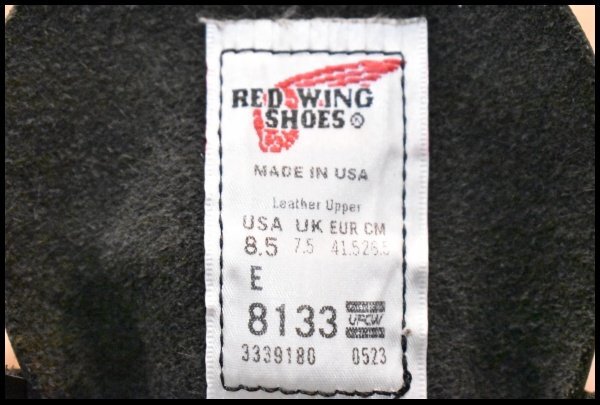 RED WING
SHOES®
MADE IN USA
Leather Upper
USA UK EUR CM
8.5 7.5 41.5 26.5
E
8133 UFCW
3339180 0523